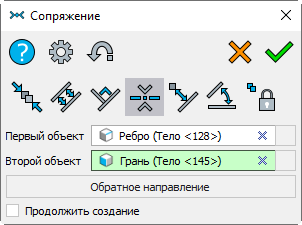 Сопряжение
Первый объект Ребро (Тело <128>)
Второй объект Грань (Тело <145>)
Обратное направление
Продолжить создание